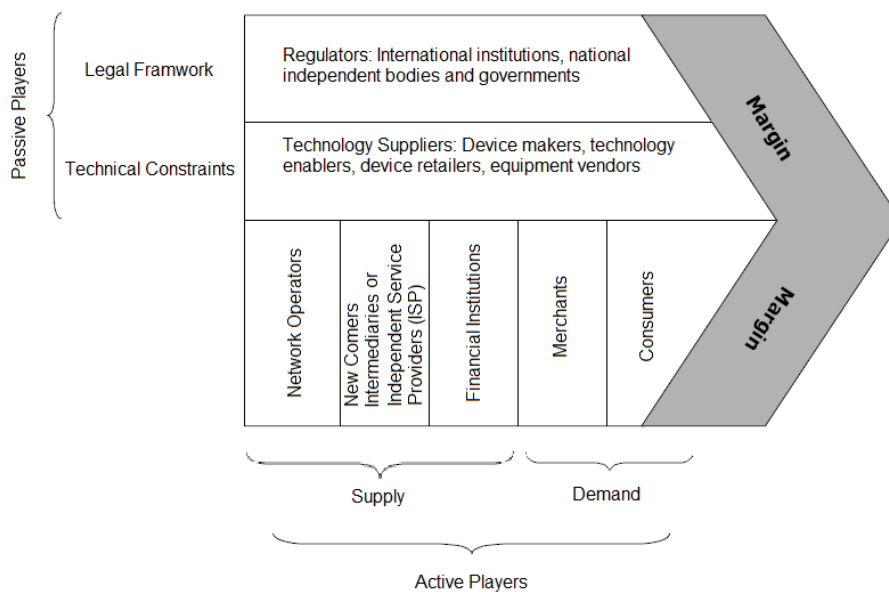 Passive Players
Legal Framwork
Regulators: International institutions, national
independent bodies and governments
Technical Constraints
Technology Suppliers: Device makers, technology
enablers, device retailers, equipment vendors
Margin
Margin
Network Operators
New Comers
Intermediaries or
Independent Service
Providers (ISP)
Financial Institutions
Merchants
Consumers
Supply
Demand
Active Players